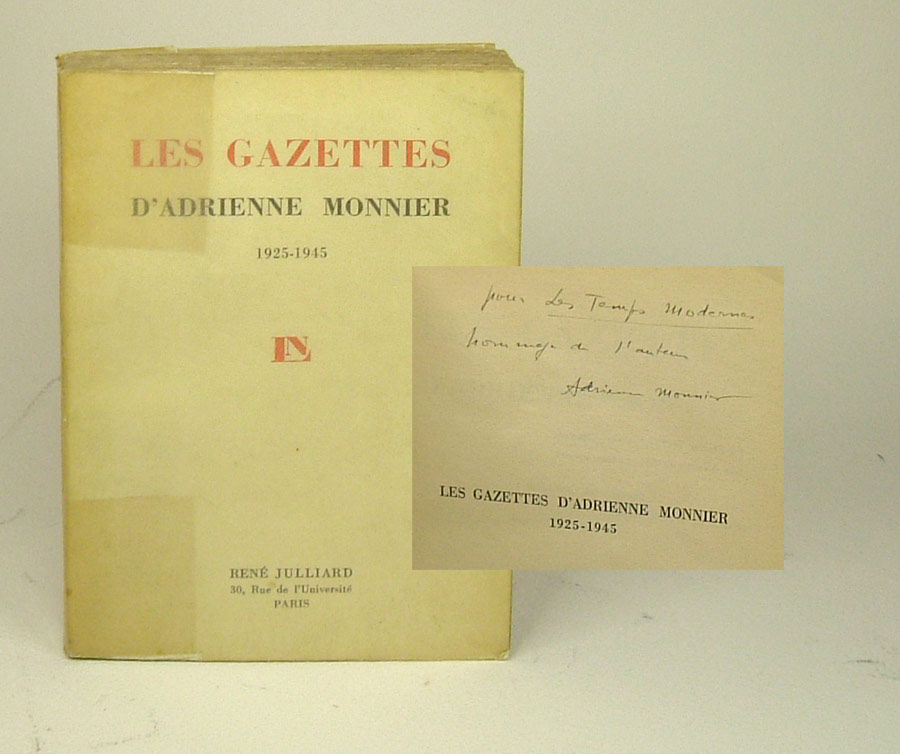 LES GAZETTES
D'ADRIENNE MONNIER
1925-1945
RENÉ JULLIARD
30, Rue de l'Université
PARIS
pour Les Temps Modernes
hommage de l'auteur
Adrienne Monnier
LES GAZETTES D'ADRIENNE MONNIER
1925-1945